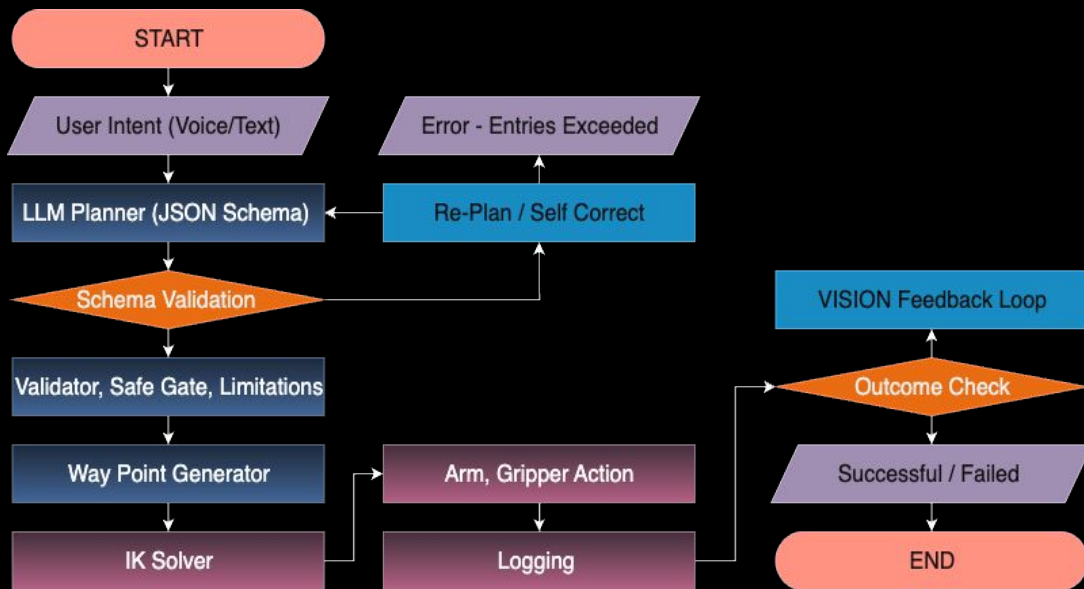 START
User Intent (Voice/Text)
Error - Entries Exceeded
LLM Planner (JSON Schema)
Re-Plan / Self Correct
Schema Validation
VISION Feedback Loop
Validator, Safe Gate, Limitations
Outcome Check
Way Point Generator
Arm, Gripper Action
Successful / Failed
IK Solver
Logging
END